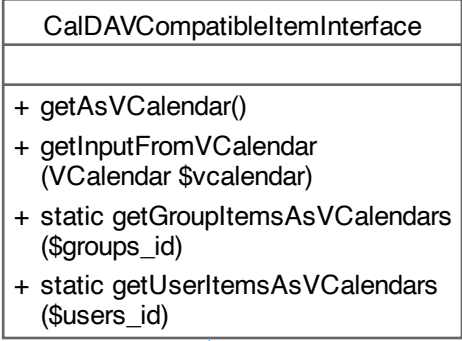 CalDAVCompatibleItemInterface
+ getAsVCalendar()
+ getInputFromVCalendar
(VCalendar $vcalendar)
+ static getGroupItemsAsVCalendars
($groups_id)
+ static getUserItemsAsVCalendars
($users_id)